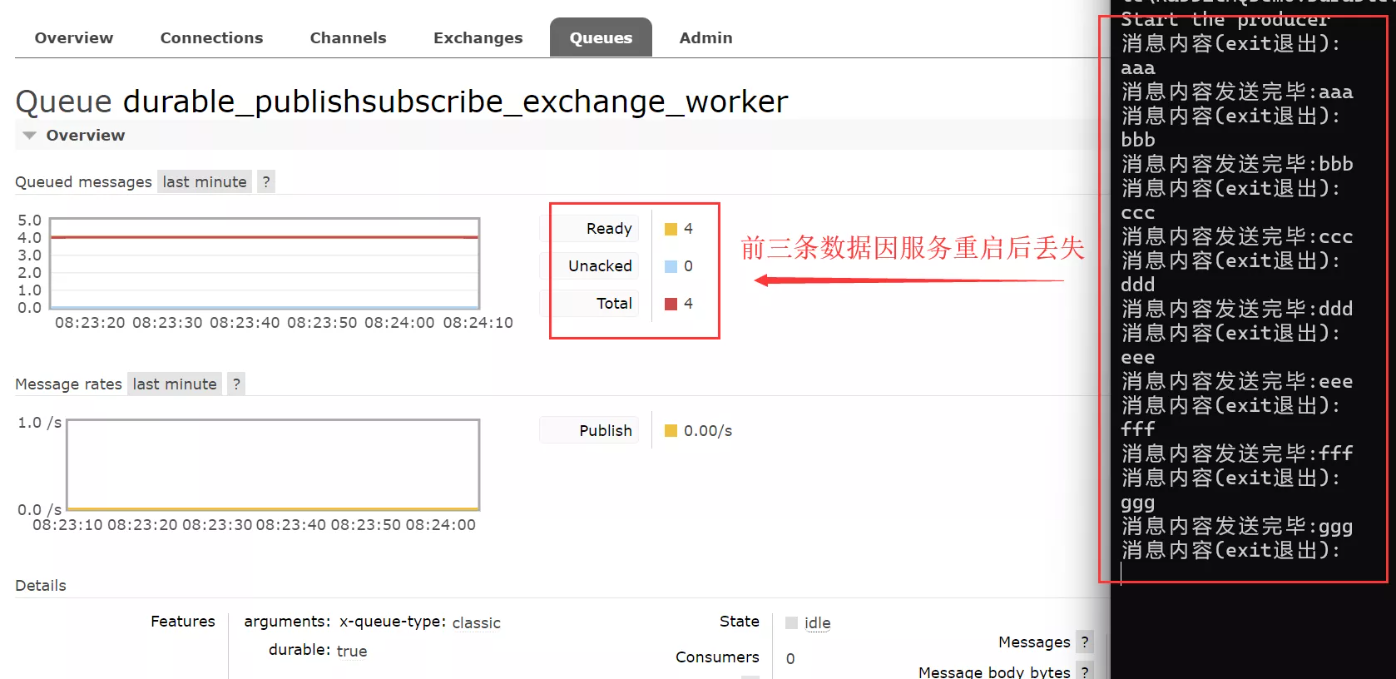 Overview
Connections
Channels
Exchanges
Queues
Admin
Queue durable_publishsubscribe_exchange_worker
Overview
Queued messages last minute ?
5.0
4.0
3.0
2.0
1.0
0.0
08:23:20 08:23:30 08:23:40 08:23:50 08:24:00 08:24:10
Ready 4
Unacked 0
Total 4
前三条数据因服务重启后丢失
Message rates last minute ?
1.0 /s
0.0 /s
08:23:10 08:23:20 08:23:30 08:23:40 08:23:50 08:24:00
Publish 0.00/s
Details
Features
arguments: x-queue-type: classic
durable: true
State idle
Consumers 0
Messages ?
Message body bytes ?
Start the producer
消息内容(exit退出):
aaa
消息内容发送完毕:aaa
消息内容(exit退出):
bbb
消息内容发送完毕:bbb
消息内容(exit退出):
ccc
消息内容发送完毕:ccc
消息内容(exit退出):
ddd
消息内容发送完毕:ddd
消息内容(exit退出):
eee
消息内容发送完毕:eee
消息内容(exit退出):
fff
消息内容发送完毕:fff
消息内容(exit退出):
ggg
消息内容发送完毕:ggg
消息内容(exit退出):